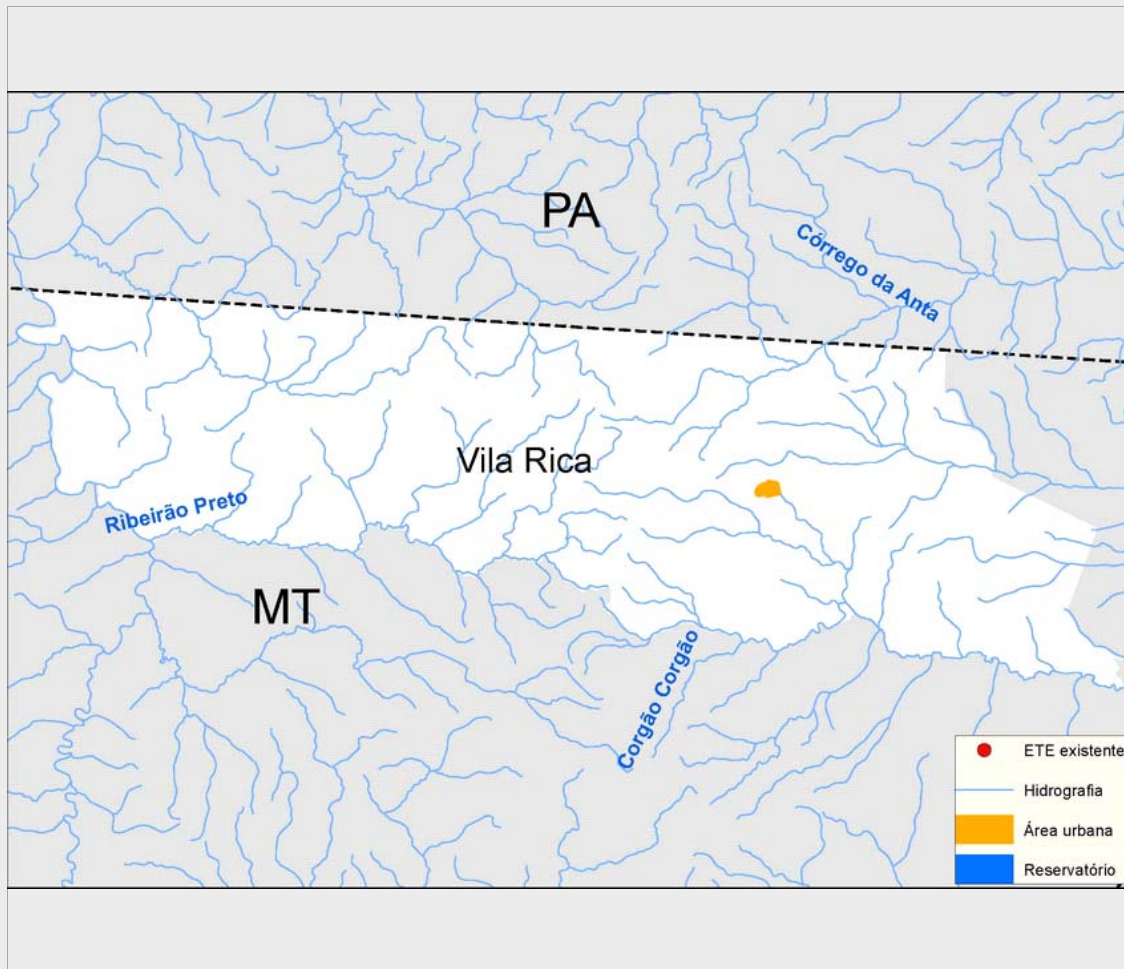 PA
Córrego da Anta
Vila Rica
Ribeirão Preto
MT
Corgão Corgão
ETE existente
Hidrografia
Área urbana
Reservatório